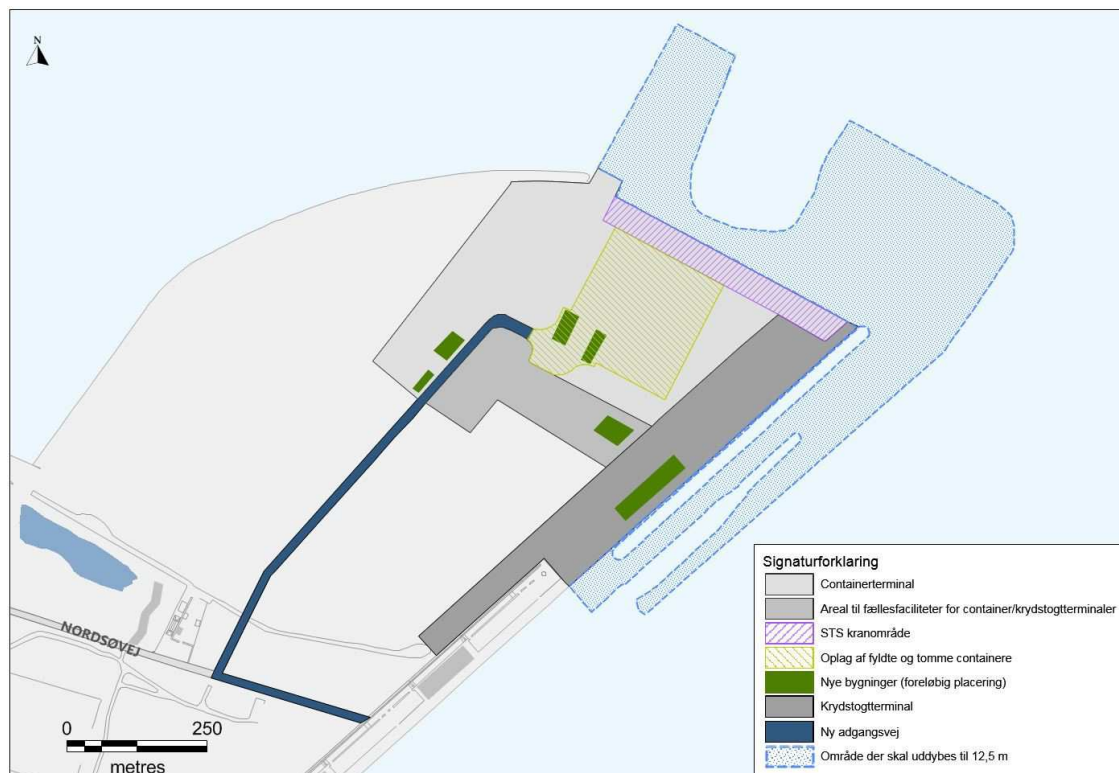 N
NORDSØVEJ
0 250
metres
Signaturforklaring
Containerterminal
Areal til fællesfaciliteter for container/krydstogtterminaler
STS kranområde
Oplag af fyldte og tomme containere
Nye bygninger (foreløbig placering)
Krydstogtterminal
Ny adgangsvej
Område der skal uddybes til 12,5 m